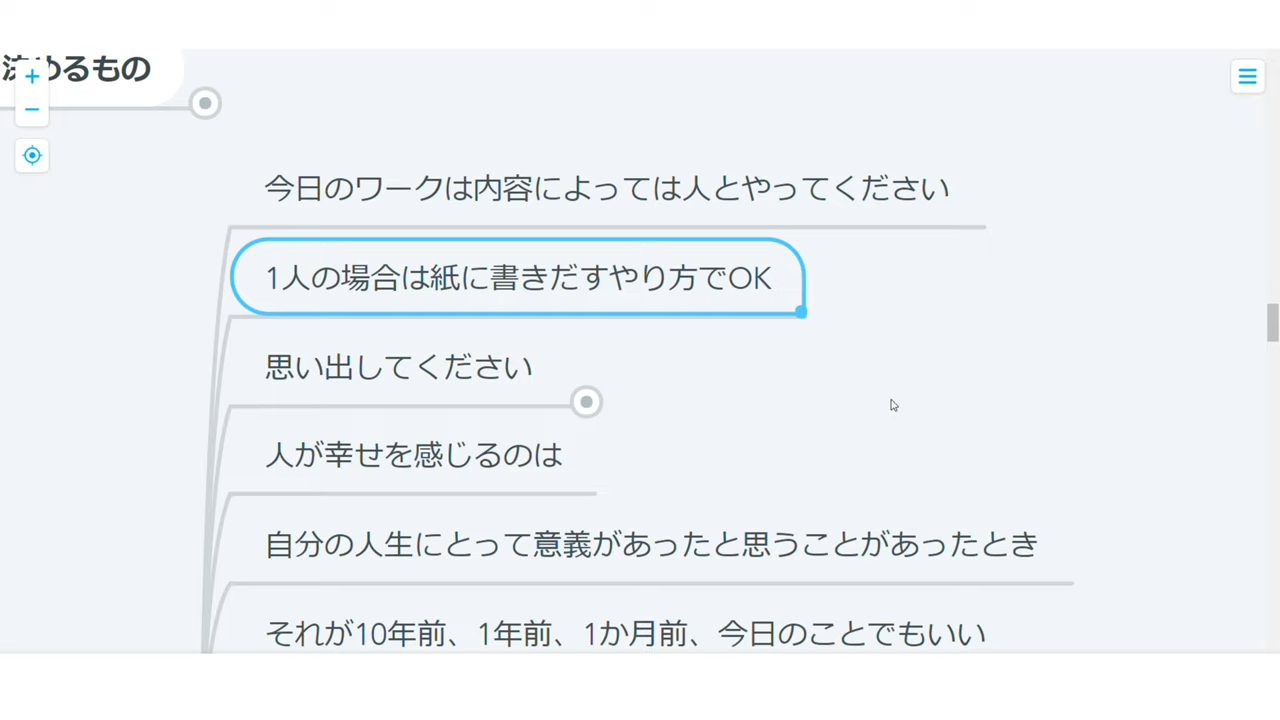 決めるもの
今日のワークは内容によっては人とやってください
1人の場合は紙に書きだすやり方でOK
思い出してください
人が幸せを感じるのは
自分の人生にとって意義があったと思うことがあったとき
それが10年前、1年前、1か月前、今日のことでもいい